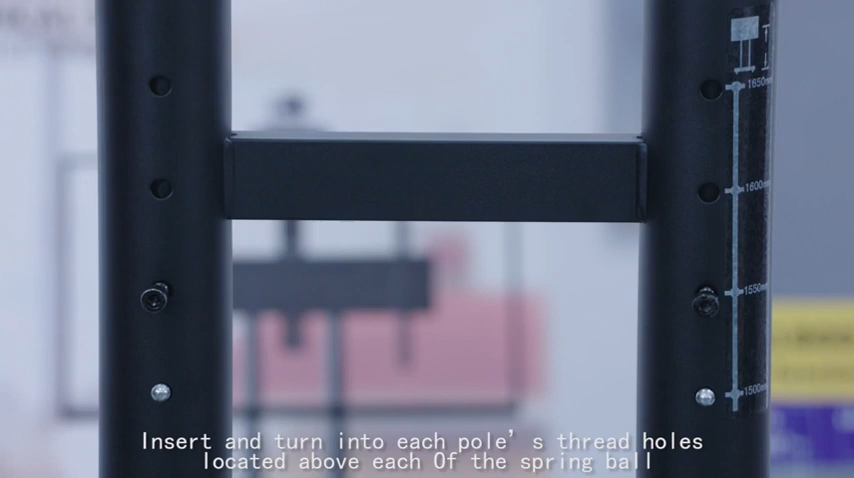 1650mm
1600mm
1550mm
1500mm
Insert and turn into each pole's thread holes
located above each Of the spring ball